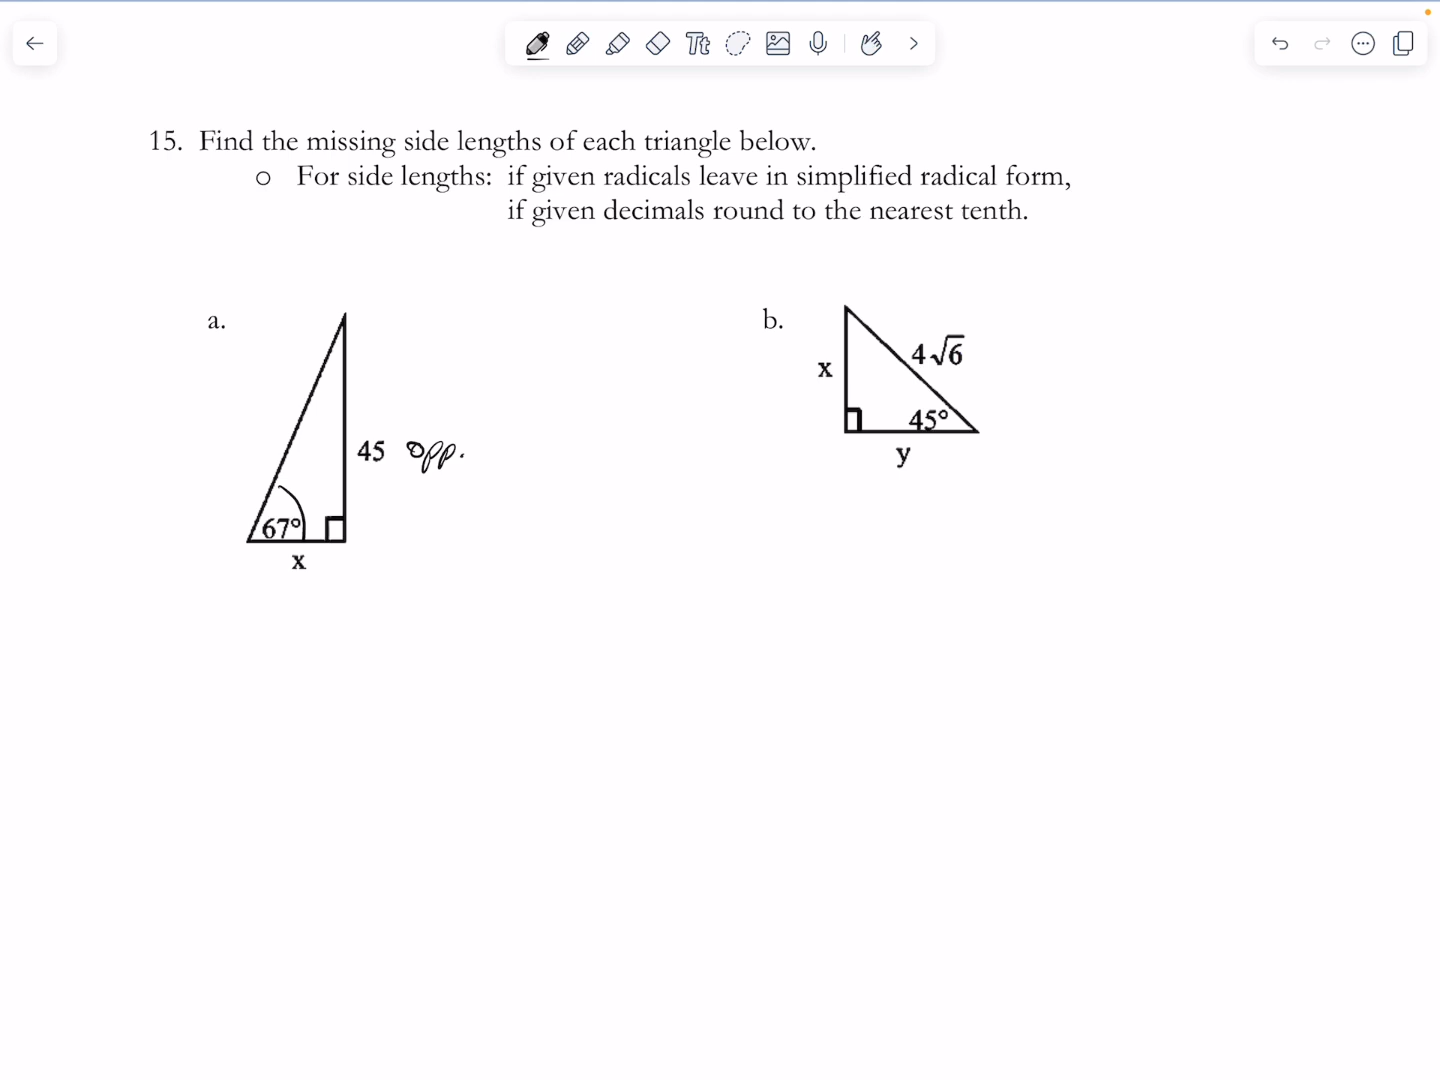 Tt
15. Find the missing side lengths of each triangle below.
o For side lengths: if given radicals leave in simplified radical form,
if given decimals round to the nearest tenth.
a.
45 opp.
67°
x
b.
x
4√6
45°
y